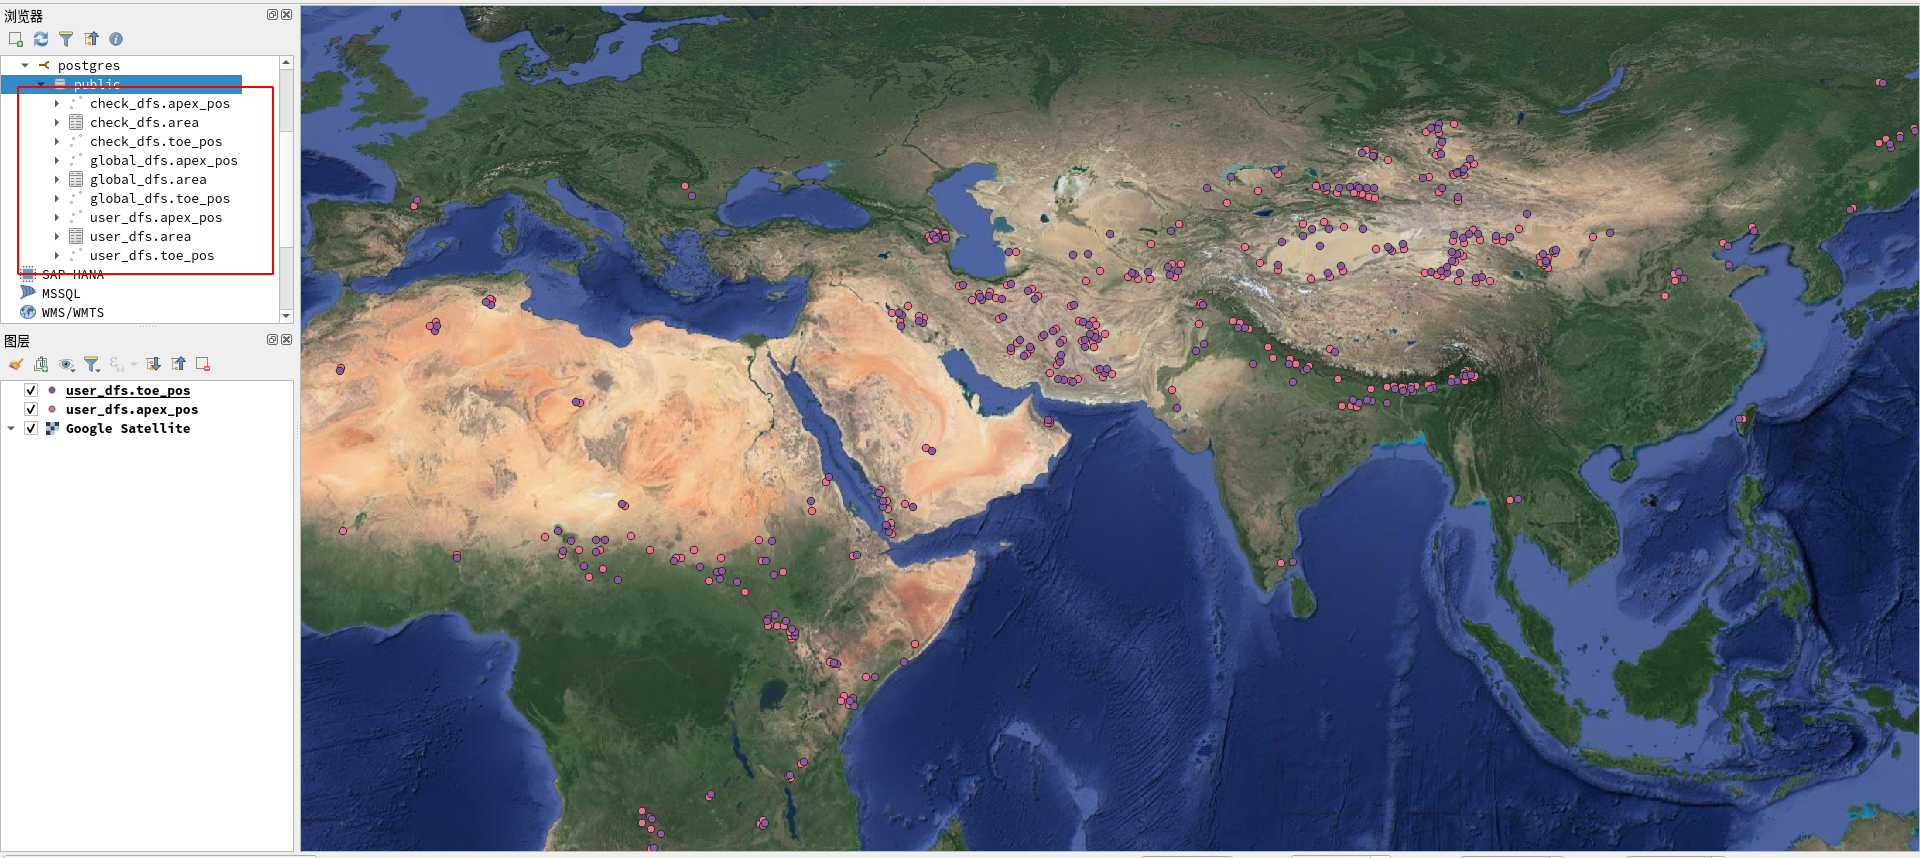 浏览器
postgres
public
check_dfs.apex_pos
check_dfs.area
check_dfs.toe_pos
global_dfs.apex_pos
global_dfs.area
global_dfs.toe_pos
user_dfs.apex_pos
user_dfs.area
user_dfs.toe_pos
SAP HANA
MSSQL
WMS/WMTS
图层
user_dfs.toe_pos
user_dfs.apex_pos
Google Satellite